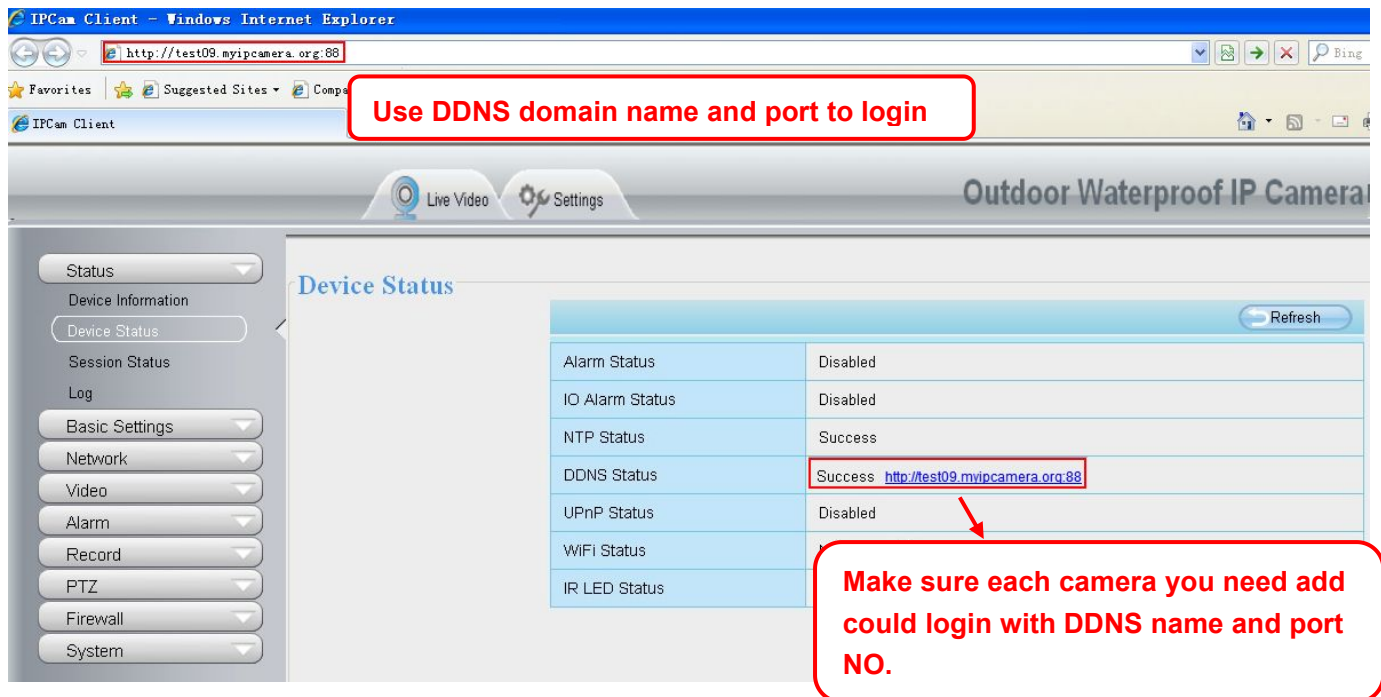 IPCam Client - Windows Internet Explorer
http://test09.myipcamera.org:88
Bing
Favorites
Suggested Sites
Use DDNS domain name and port to login
IPCam Client
Live Video
Settings
Outdoor Waterproof IP Camera
Status
Device Information
Device Status
Session Status
Log
Basic Settings
Network
Video
Alarm
Record
PTZ
Firewall
System
Device Status
Refresh
Alarm Status Disabled
IO Alarm Status Disabled
NTP Status Success
DDNS Status Success http://test09.myipcamera.org:88
UPnP Status Disabled
WiFi Status
IR LED Status
Make sure each camera you need add
could login with DDNS name and port
NO.